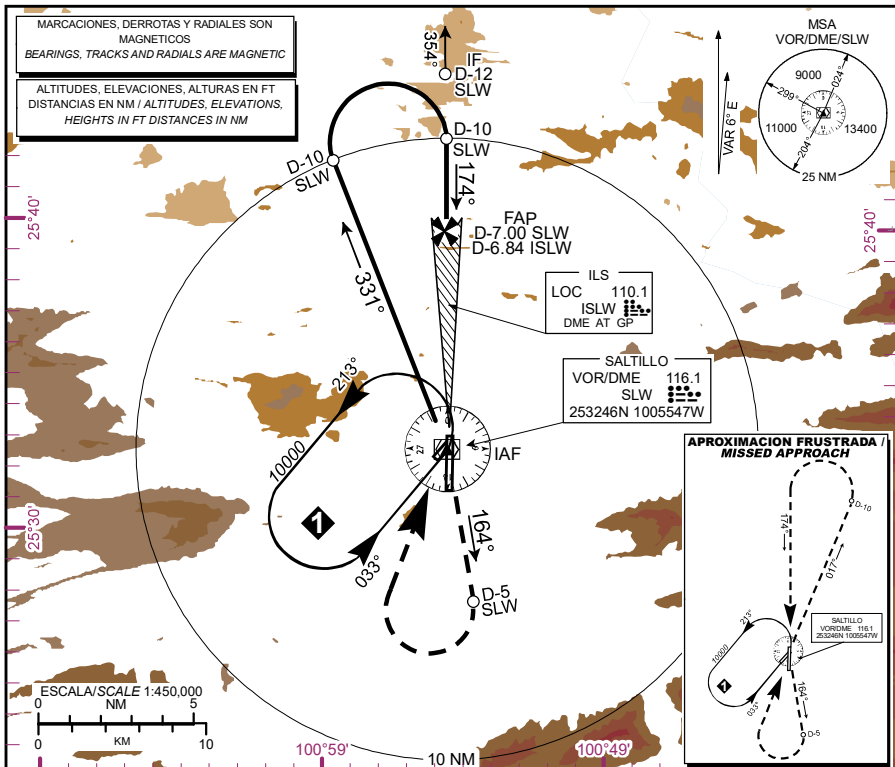 MARCACIONES, DERROTAS Y RADIALES SON
MAGNETICOS
BEARINGS, TRACKS AND RADIALS ARE MAGNETIC
ALTITUDES, ELEVACIONES, ALTURAS EN FT
DISTANCIAS EN NM / ALTITUDES, ELEVATIONS,
HEIGHTS IN FT DISTANCES IN NM
354°
IF
D-12
SLW
D-10
SLW
D-10
SLW
174°
331°
FAP
D-7.00 SLW
D-6.84 ISLW
MSA
VOR/DME/SLW
9000
024°
299°
11000
13400
204°
25 NM
VAR 6° E
25°40'
25°40'
ILS
LOC 110.1
ISLW
DME AT GP
SALTILLO
VOR/DME 116.1
SLW
253246N 1005547W
213°
10000
27
IAF
1
033°
164°
D-5
SLW
25°30'
APROXIMACION FRUSTRADA /
MISSED APPROACH
D-10
174°
017°
SALTILLO
VOR/DME 116.1
253246N 1005547W
213°
10000
1
033°
164°
D-5
ESCALA/SCALE 1:450,000
0 NM 5
0 KM 10
100°59'
10 NM
100°49'